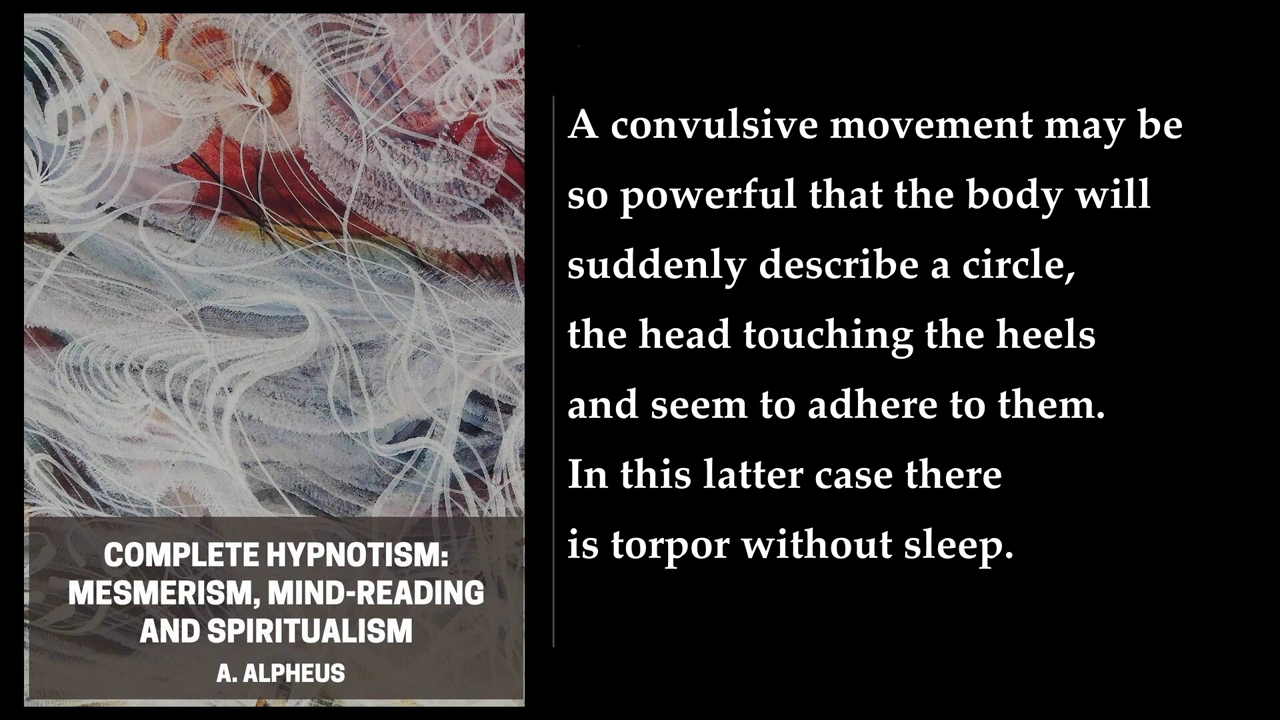 COMPLETE HYPNOTISM:
MESMERISM, MIND-READING
AND SPIRITUALISM
A. ALPHEUS
A convulsive movement may be
so powerful that the body will
suddenly describe a circle,
the head touching the heels
and seem to adhere to them.
In this latter case there
is torpor without sleep.